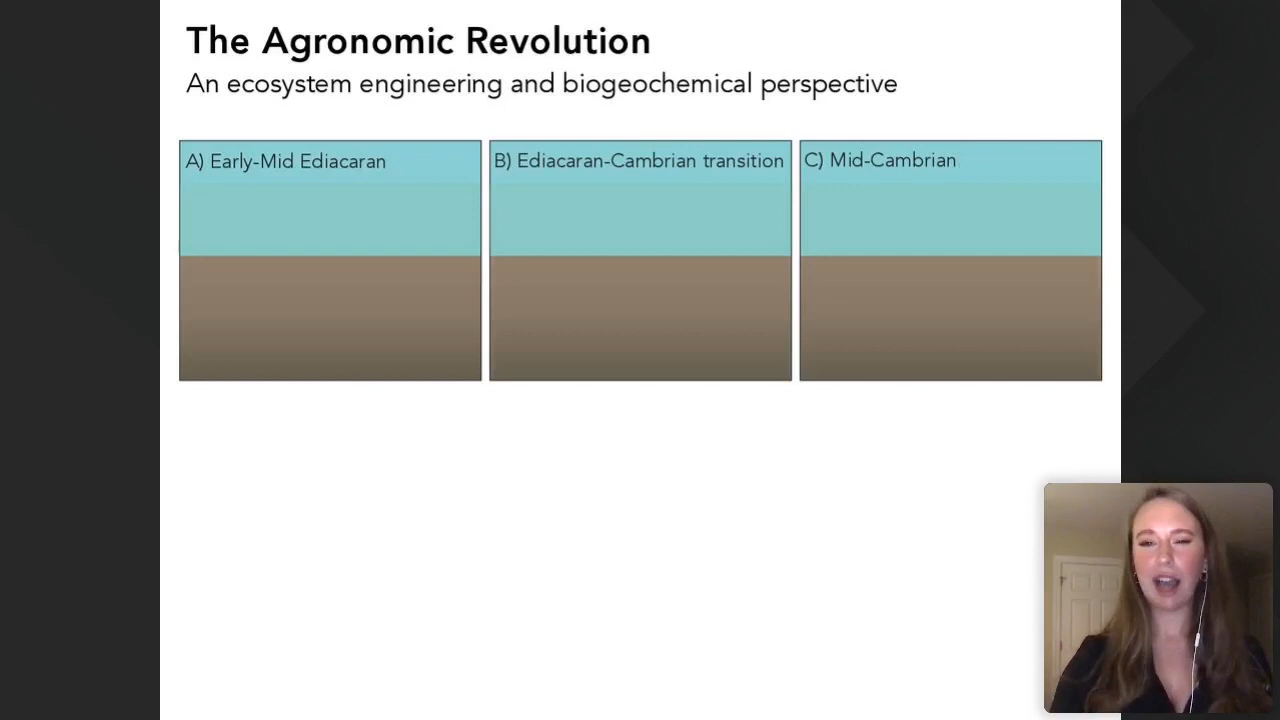 The Agronomic Revolution
An ecosystem engineering and biogeochemical perspective
A) Early-Mid Ediacaran
B) Ediacaran-Cambrian transition
C) Mid-Cambrian